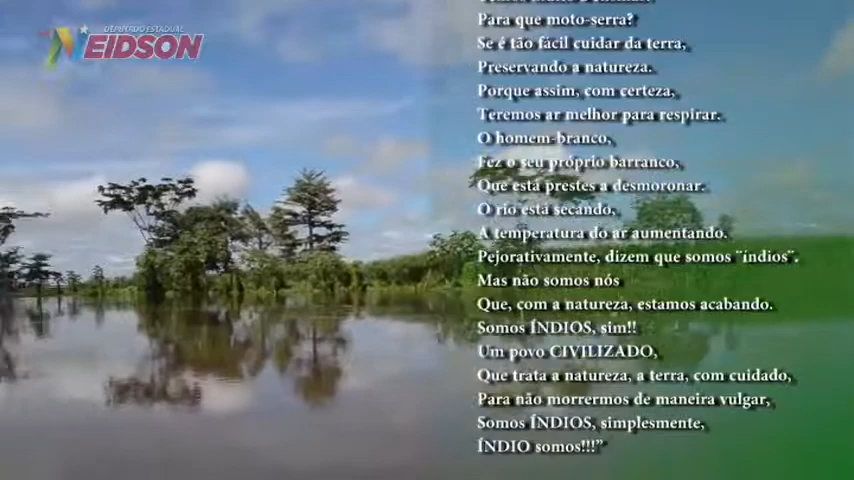 DEPUTADO ESTADUAL
NEIDSON
Para que moto-serra?
Se é tão fácil cuidar da terra,
Preservando a natureza.
Porque assim, com certeza,
Teremos ar melhor para respirar.
O homem-branco,
Fez o seu próprio barranco,
Que está prestes a desmoronar.
O rio está secando,
A temperatura do ar aumentando.
Pejorativamente, dizem que somos ¨índios¨.
Mas não somos nós
Que, com a natureza, estamos acabando.
Somos ÍNDIOS, sim!!
Um povo CIVILIZADO,
Que trata a natureza, a terra, com cuidado,
Para não morrermos de maneira vulgar,
Somos ÍNDIOS, simplesmente,
ÍNDIO somos!!!”